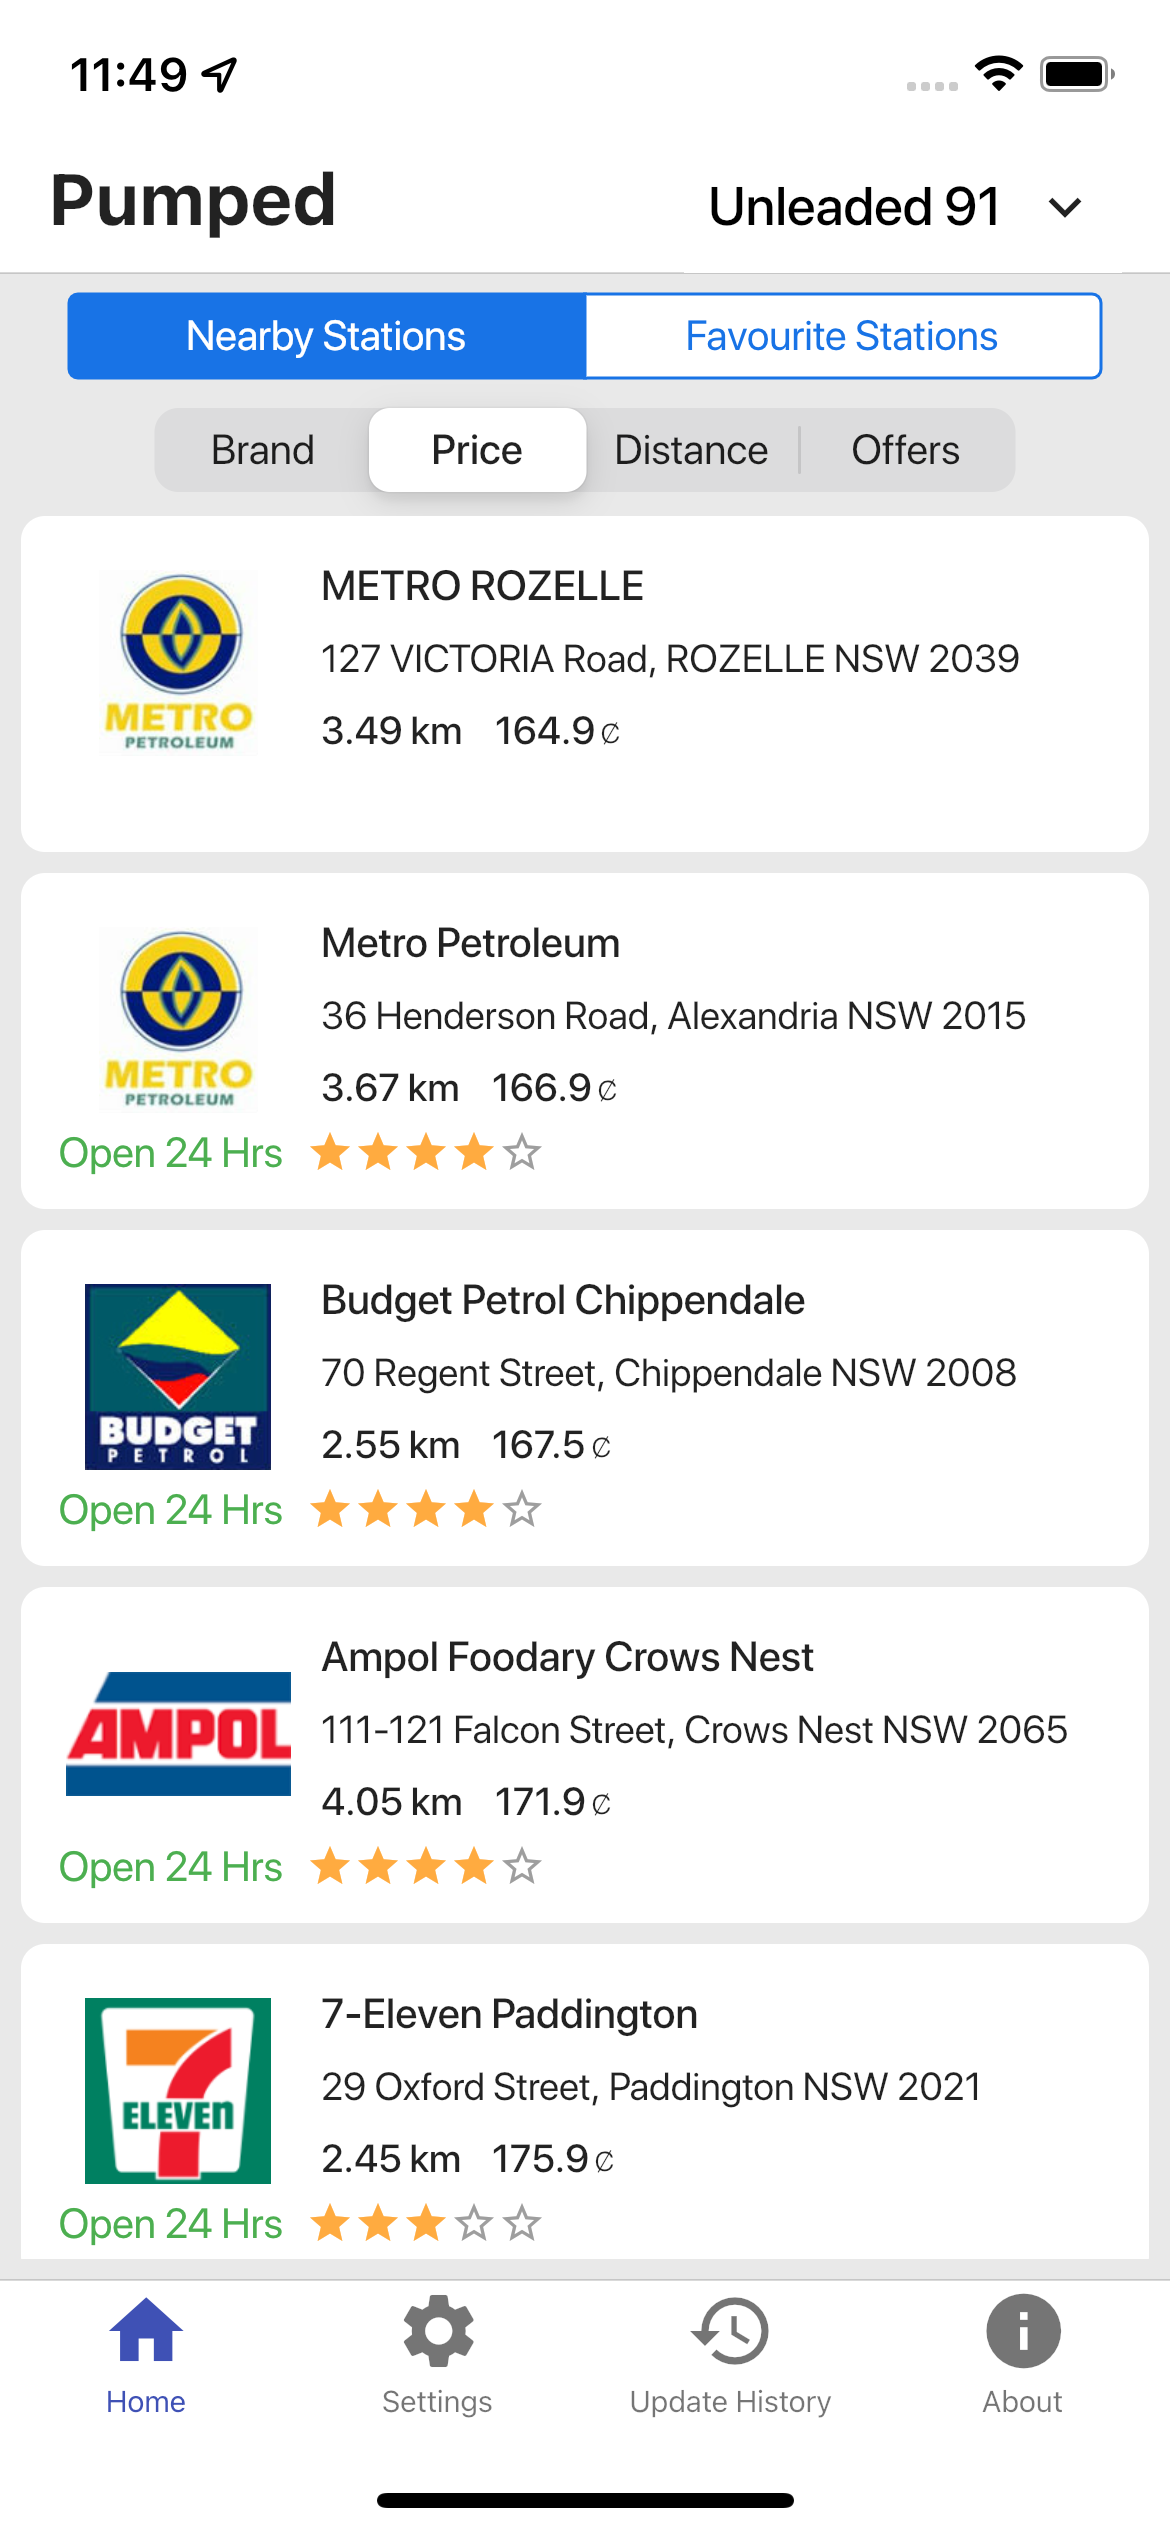 11:49
Pumped
Unleaded 91
Nearby Stations
Favourite Stations
Brand
Price
Distance
Offers
METRO
PETROLEUM
METRO ROZELLE
127 VICTORIA Road, ROZELLE NSW 2039
3.49 km 164.9 ₵
METRO
PETROLEUM
Metro Petroleum
36 Henderson Road, Alexandria NSW 2015
3.67 km 166.9 ₵
Open 24 Hrs
BUDGET
PETROL
Budget Petrol Chippendale
70 Regent Street, Chippendale NSW 2008
2.55 km 167.5 ₵
Open 24 Hrs
AMPOL
Ampol Foodary Crows Nest
111-121 Falcon Street, Crows Nest NSW 2065
4.05 km 171.9 ₵
Open 24 Hrs
7
ELEVEn
7-Eleven Paddington
29 Oxford Street, Paddington NSW 2021
2.45 km 175.9 ₵
Open 24 Hrs
Home
Settings
Update History
About